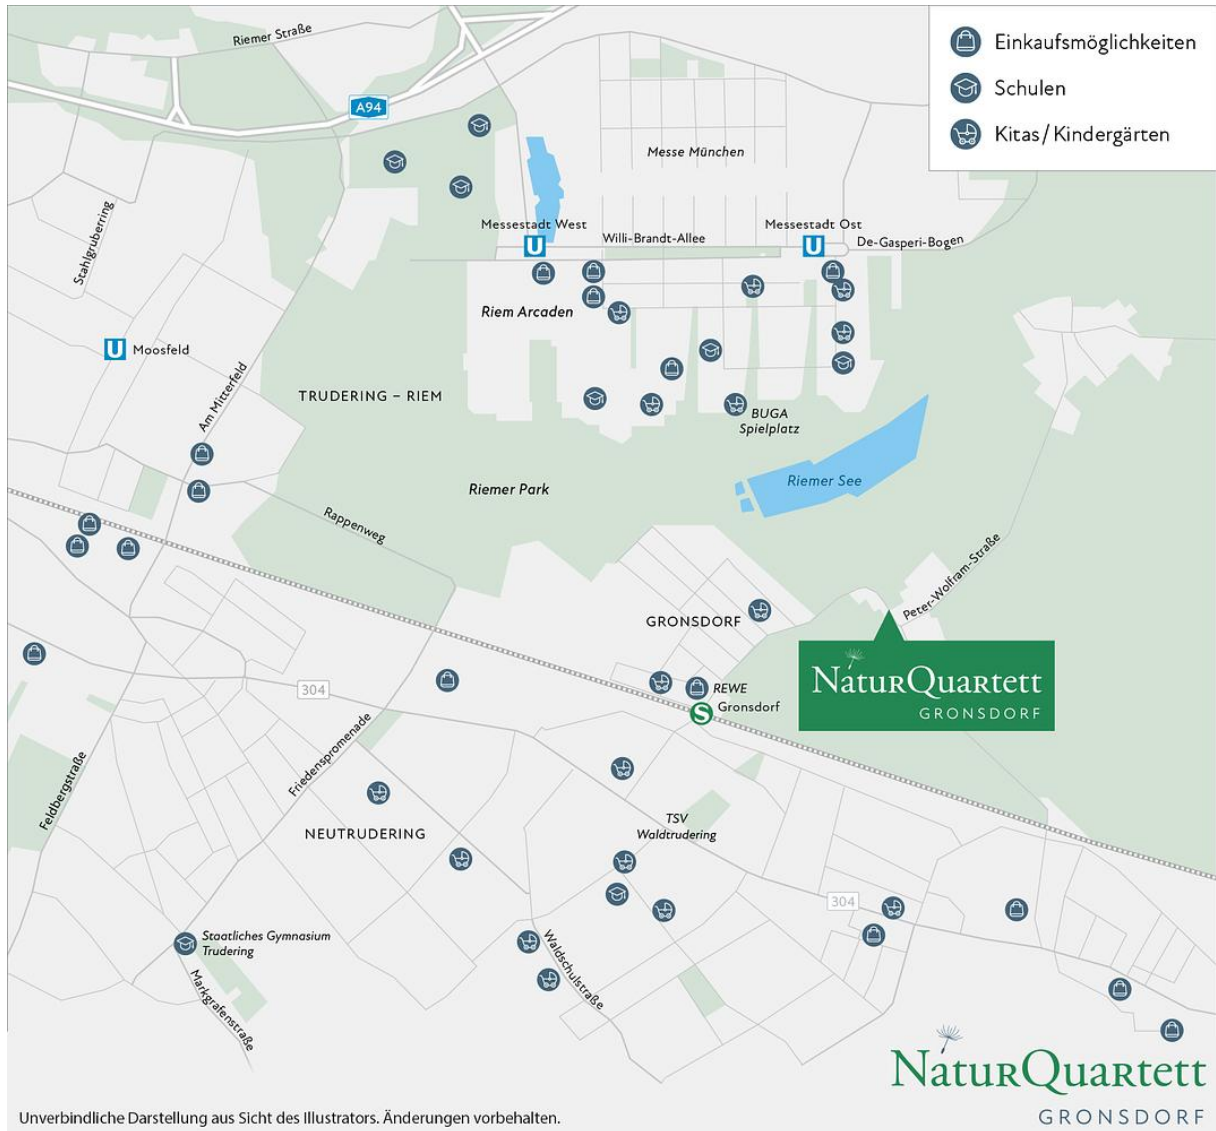 Riemer Straße
Einkaufsmöglichkeiten
Schulen
Kitas/Kindergärten
A94
Messe München
Stahlgruberring
Messestadt West
Messestadt Ost
U
U
Willi-Brandt-Allee
De-Gasperi-Bogen
Riem Arcaden
U
Moosfeld
Am Mitterfeld
TRUDERING – RIEM
BUGA
Spielplatz
Riemer See
Riemer Park
Rappenweg
Peter-Wolfram-Straße
GRONSDORF
NATURQUARTETT
GRONSDORF
304
REWE
S
Gronsdorf
Friedenspromenade
Feldbergstraße
NEUTRUDERING
TSV
Waldtrudering
304
Staatliches Gymnasium
Trudering
Waldschulstraße
Markgrafenstraße
NATURQUARTETT
GRONSDORF
Unverbindliche Darstellung aus Sicht des Illustrators. Änderungen vorbehalten.